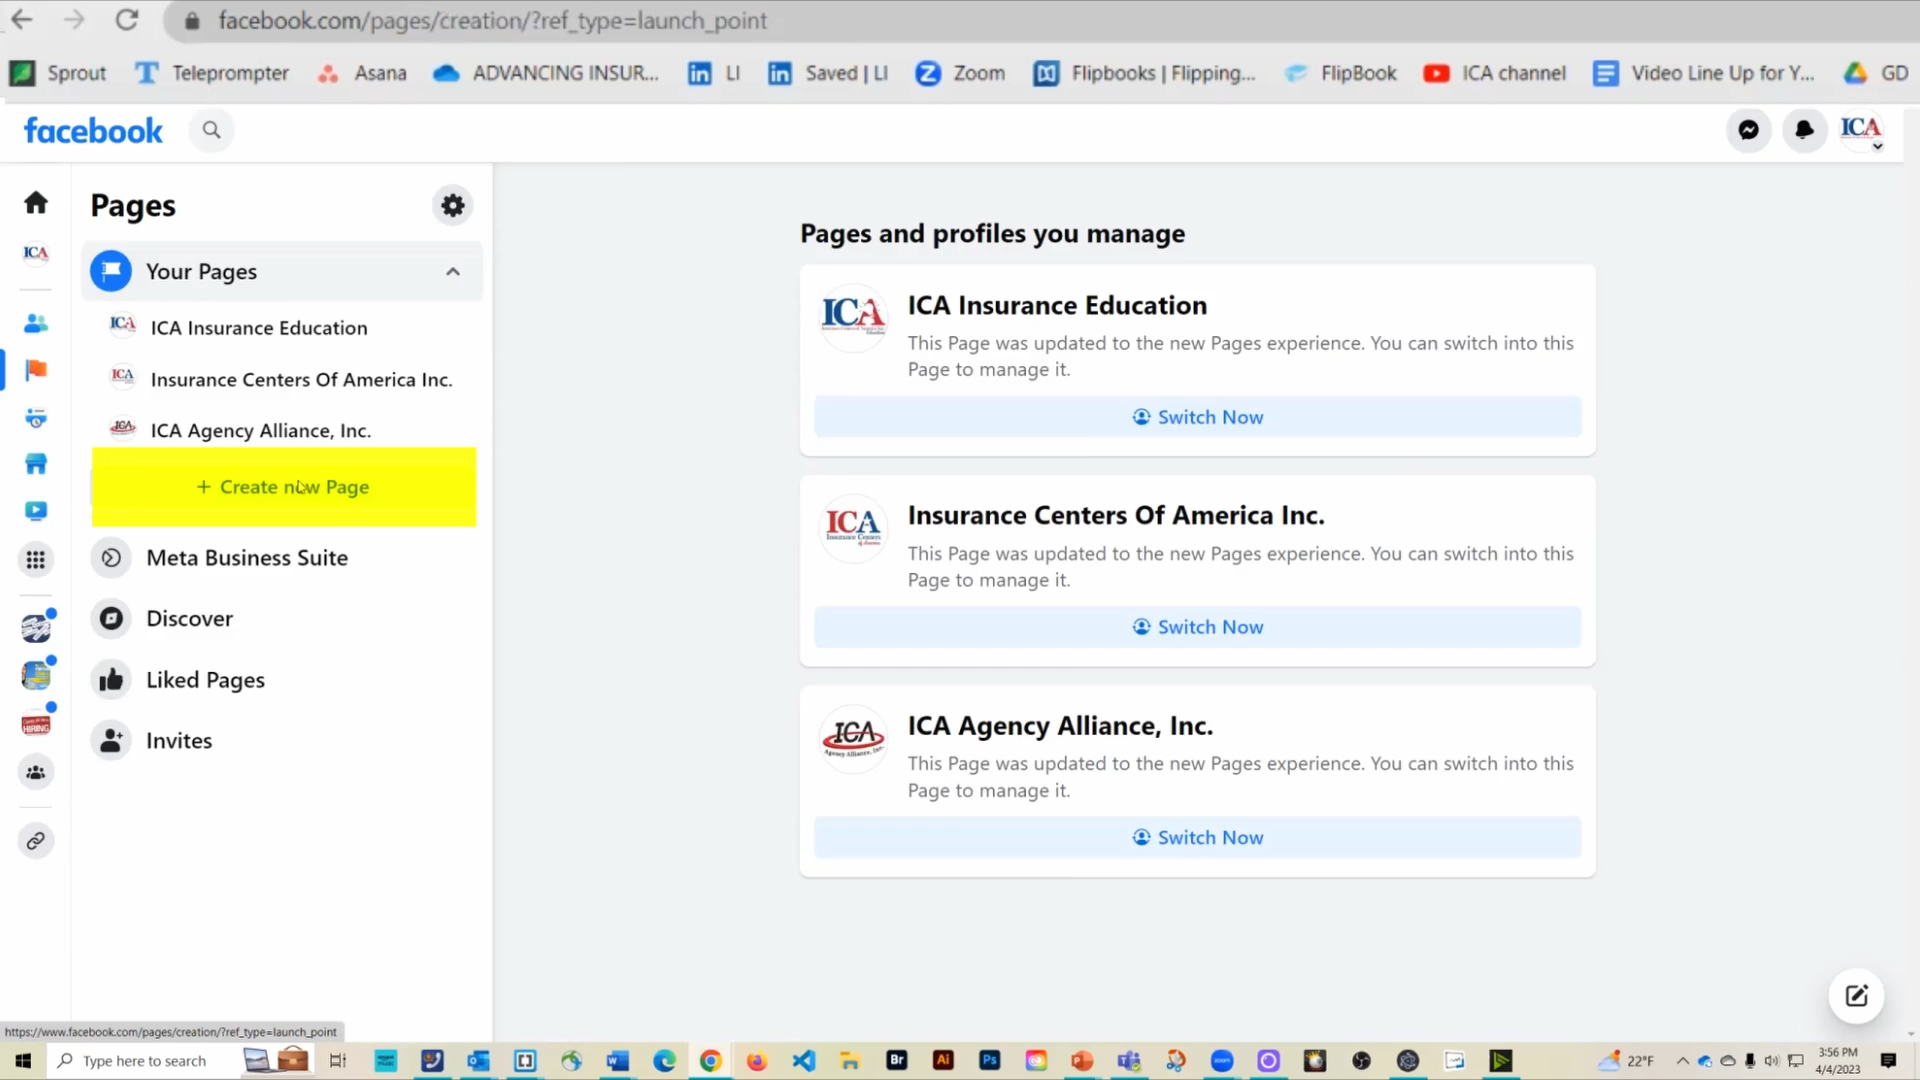 facebook.com/pages/creation/?ref_type=launch_point
Sprout Teleprompter Asana ADVANCING INSUR... LI Saved | LI Zoom Flipbooks | Flipping... FlipBook ICA channel Video Line Up for Y... GD
facebook
ICA
Pages
Your Pages
ICA Insurance Education
Insurance Centers Of America Inc.
ICA Agency Alliance, Inc.
+ Create new Page
Meta Business Suite
Discover
Liked Pages
Invites
Pages and profiles you manage
ICA Insurance Education
This Page was updated to the new Pages experience. You can switch into this
Page to manage it.
Switch Now
Insurance Centers Of America Inc.
This Page was updated to the new Pages experience. You can switch into this
Page to manage it.
Switch Now
ICA Agency Alliance, Inc.
This Page was updated to the new Pages experience. You can switch into this
Page to manage it.
Switch Now
https://www.facebook.com/pages/creation/?ref_type=launch_point
Type here to search
22°F
3:56 PM
4/4/2023